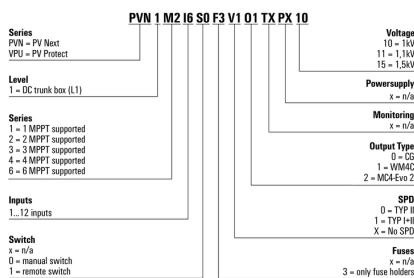 PVN 1 M2 I6 S0 F3 V1 O1 TX PX 10
Series
PVN = PV Next
VPU = PV Protect
Level
1 = DC trunk box (L1)
Series
1 = 1 MPPT supported
2 = 2 MPPT supported
3 = 3 MPPT supported
4 = 4 MPPT supported
6 = 6 MPPT supported
Inputs
1...12 inputs
Switch
x = n/a
0 = manual switch
1 = remote switch
Voltage
10 = 1kV
11 = 1,1kV
15 = 1,5kV
Powersupply
x = n/a
Monitoring
x = n/a
Output Type
0 = CG
1 = WM4C
2 = MC4-Evo 2
SPD
0 = TYP II
1 = TYP I+II
X = No SPD
Fuses
x = n/a
3 = only fuse holders